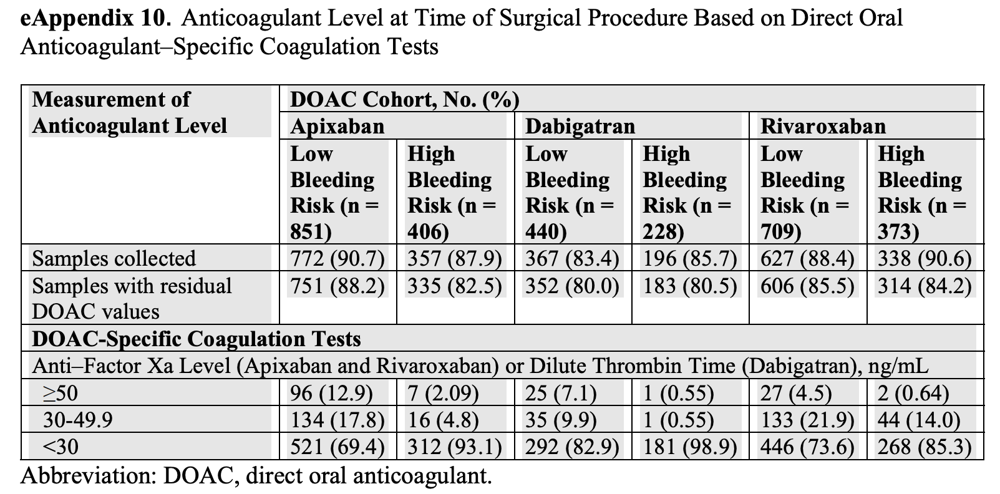 eAppendix 10. Anticoagulant Level at Time of Surgical Procedure Based on Direct Oral
Anticoagulant–Specific Coagulation Tests
Measurement of
Anticoagulant Level
DOAC Cohort, No. (%)
Apixaban
Dabigatran
Rivaroxaban
Low
Bleeding
Risk (n =
851)
High
Bleeding
Risk (n =
406)
Low
Bleeding
Risk (n =
440)
High
Bleeding
Risk (n =
228)
Low
Bleeding
Risk (n =
709)
High
Bleeding
Risk (n =
373)
Samples collected 772 (90.7) 357 (87.9) 367 (83.4) 196 (85.7) 627 (88.4) 338 (90.6)
Samples with residual
DOAC values
751 (88.2) 335 (82.5) 352 (80.0) 183 (80.5) 606 (85.5) 314 (84.2)
DOAC-Specific Coagulation Tests
Anti–Factor Xa Level (Apixaban and Rivaroxaban) or Dilute Thrombin Time (Dabigatran), ng/mL
≥50 96 (12.9) 7 (2.09) 25 (7.1) 1 (0.55) 27 (4.5) 2 (0.64)
30-49.9 134 (17.8) 16 (4.8) 35 (9.9) 1 (0.55) 133 (21.9) 44 (14.0)
<30 521 (69.4) 312 (93.1) 292 (82.9) 181 (98.9) 446 (73.6) 268 (85.3)
Abbreviation: DOAC, direct oral anticoagulant.